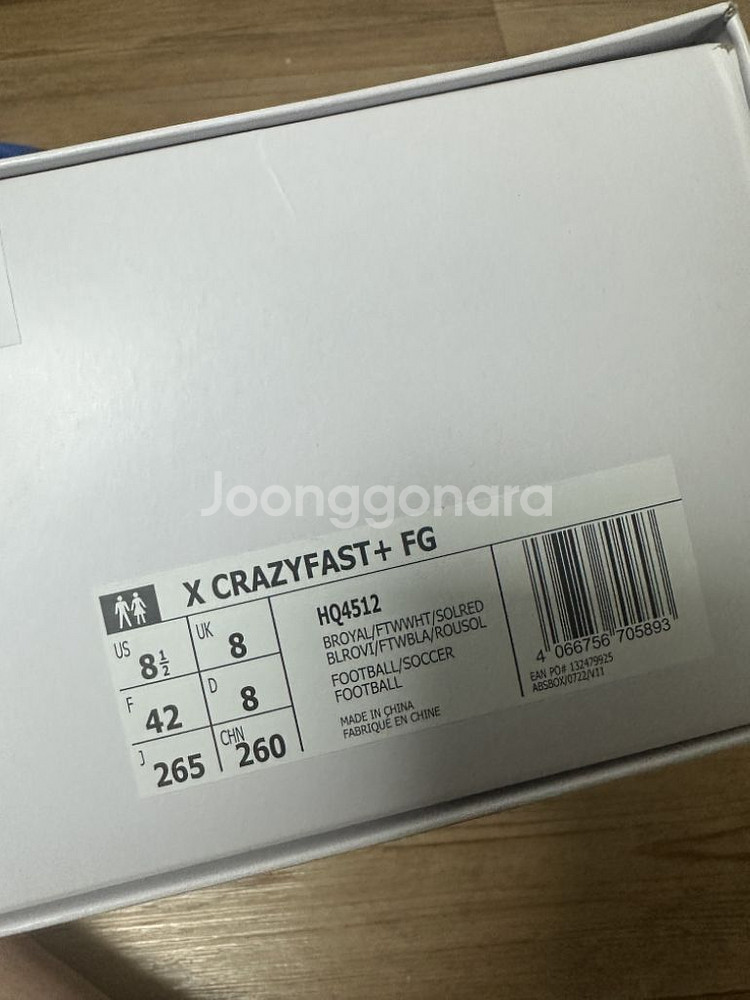 Joonggonara
X CRAZYFAST+ FG
US 8½ UK 8
F 42 D 8
J 265 CHN 260
HQ4512
BROYAL/FTWWHT/SOLRED
BLROVI/FTWBLA/ROUSOL
FOOTBALL/SOCCER
FOOTBALL
MADE IN CHINA
FABRIQUÉ EN CHINE
4 066756 705893
EAN PO# 132479925
ABSBOX/0722/VII